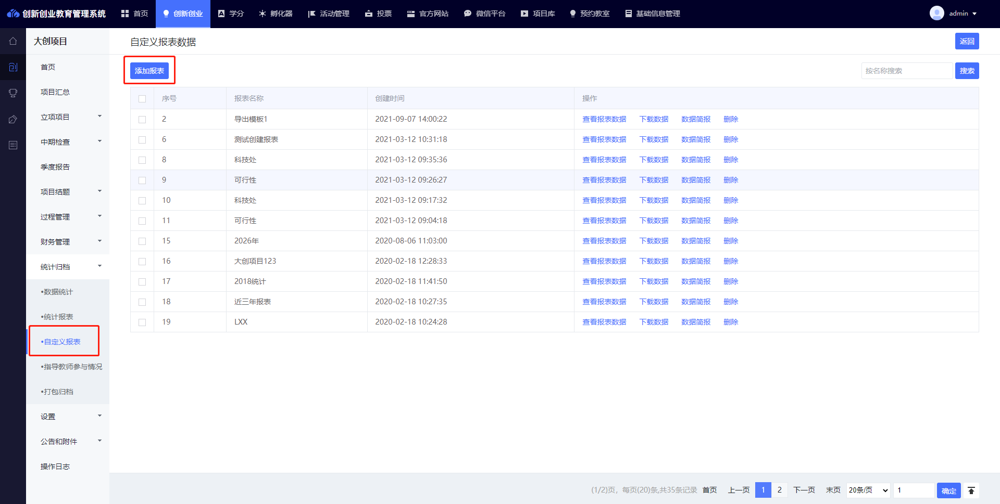 创新创业教育管理系统 首页 创新创业 学分 孵化器 活动管理 投票 官方网站 微信平台 项目库 预约教室 基础信息管理 admin
大创项目
首页
项目汇总
立项项目
中期检查
季度报告
项目结题
过程管理
财务管理
统计归档
•数据统计
•统计报表
•自定义报表
•指导教师参与情况
•打包归档
设置
公告和附件
操作日志
自定义报表数据 返回
添加报表 按名称搜索 搜索
序号 报表名称 创建时间 操作
2 导出模板1 2021-09-07 14:00:22 查看报表数据 下载数据 数据简报 删除
6 测试创建报表 2021-03-12 10:31:18 查看报表数据 下载数据 数据简报 删除
8 科技处 2021-03-12 09:35:36 查看报表数据 下载数据 数据简报 删除
9 可行性 2021-03-12 09:26:27 查看报表数据 下载数据 数据简报 删除
10 科技处 2021-03-12 09:17:32 查看报表数据 下载数据 数据简报 删除
11 可行性 2021-03-12 09:04:18 查看报表数据 下载数据 数据简报 删除
15 2026年 2020-08-06 11:03:00 查看报表数据 下载数据 数据简报 删除
16 大创项目123 2020-02-18 12:28:33 查看报表数据 下载数据 数据简报 删除
17 2018统计 2020-02-18 11:41:50 查看报表数据 下载数据 数据简报 删除
18 近三年报表 2020-02-18 10:27:35 查看报表数据 下载数据 数据简报 删除
19 LXX 2020-02-18 10:24:28 查看报表数据 下载数据 数据简报 删除
(1/2)页，每页(20)条,共35条记录 首页 上一页 1 2 下一页 末页 20条/页 1 确定